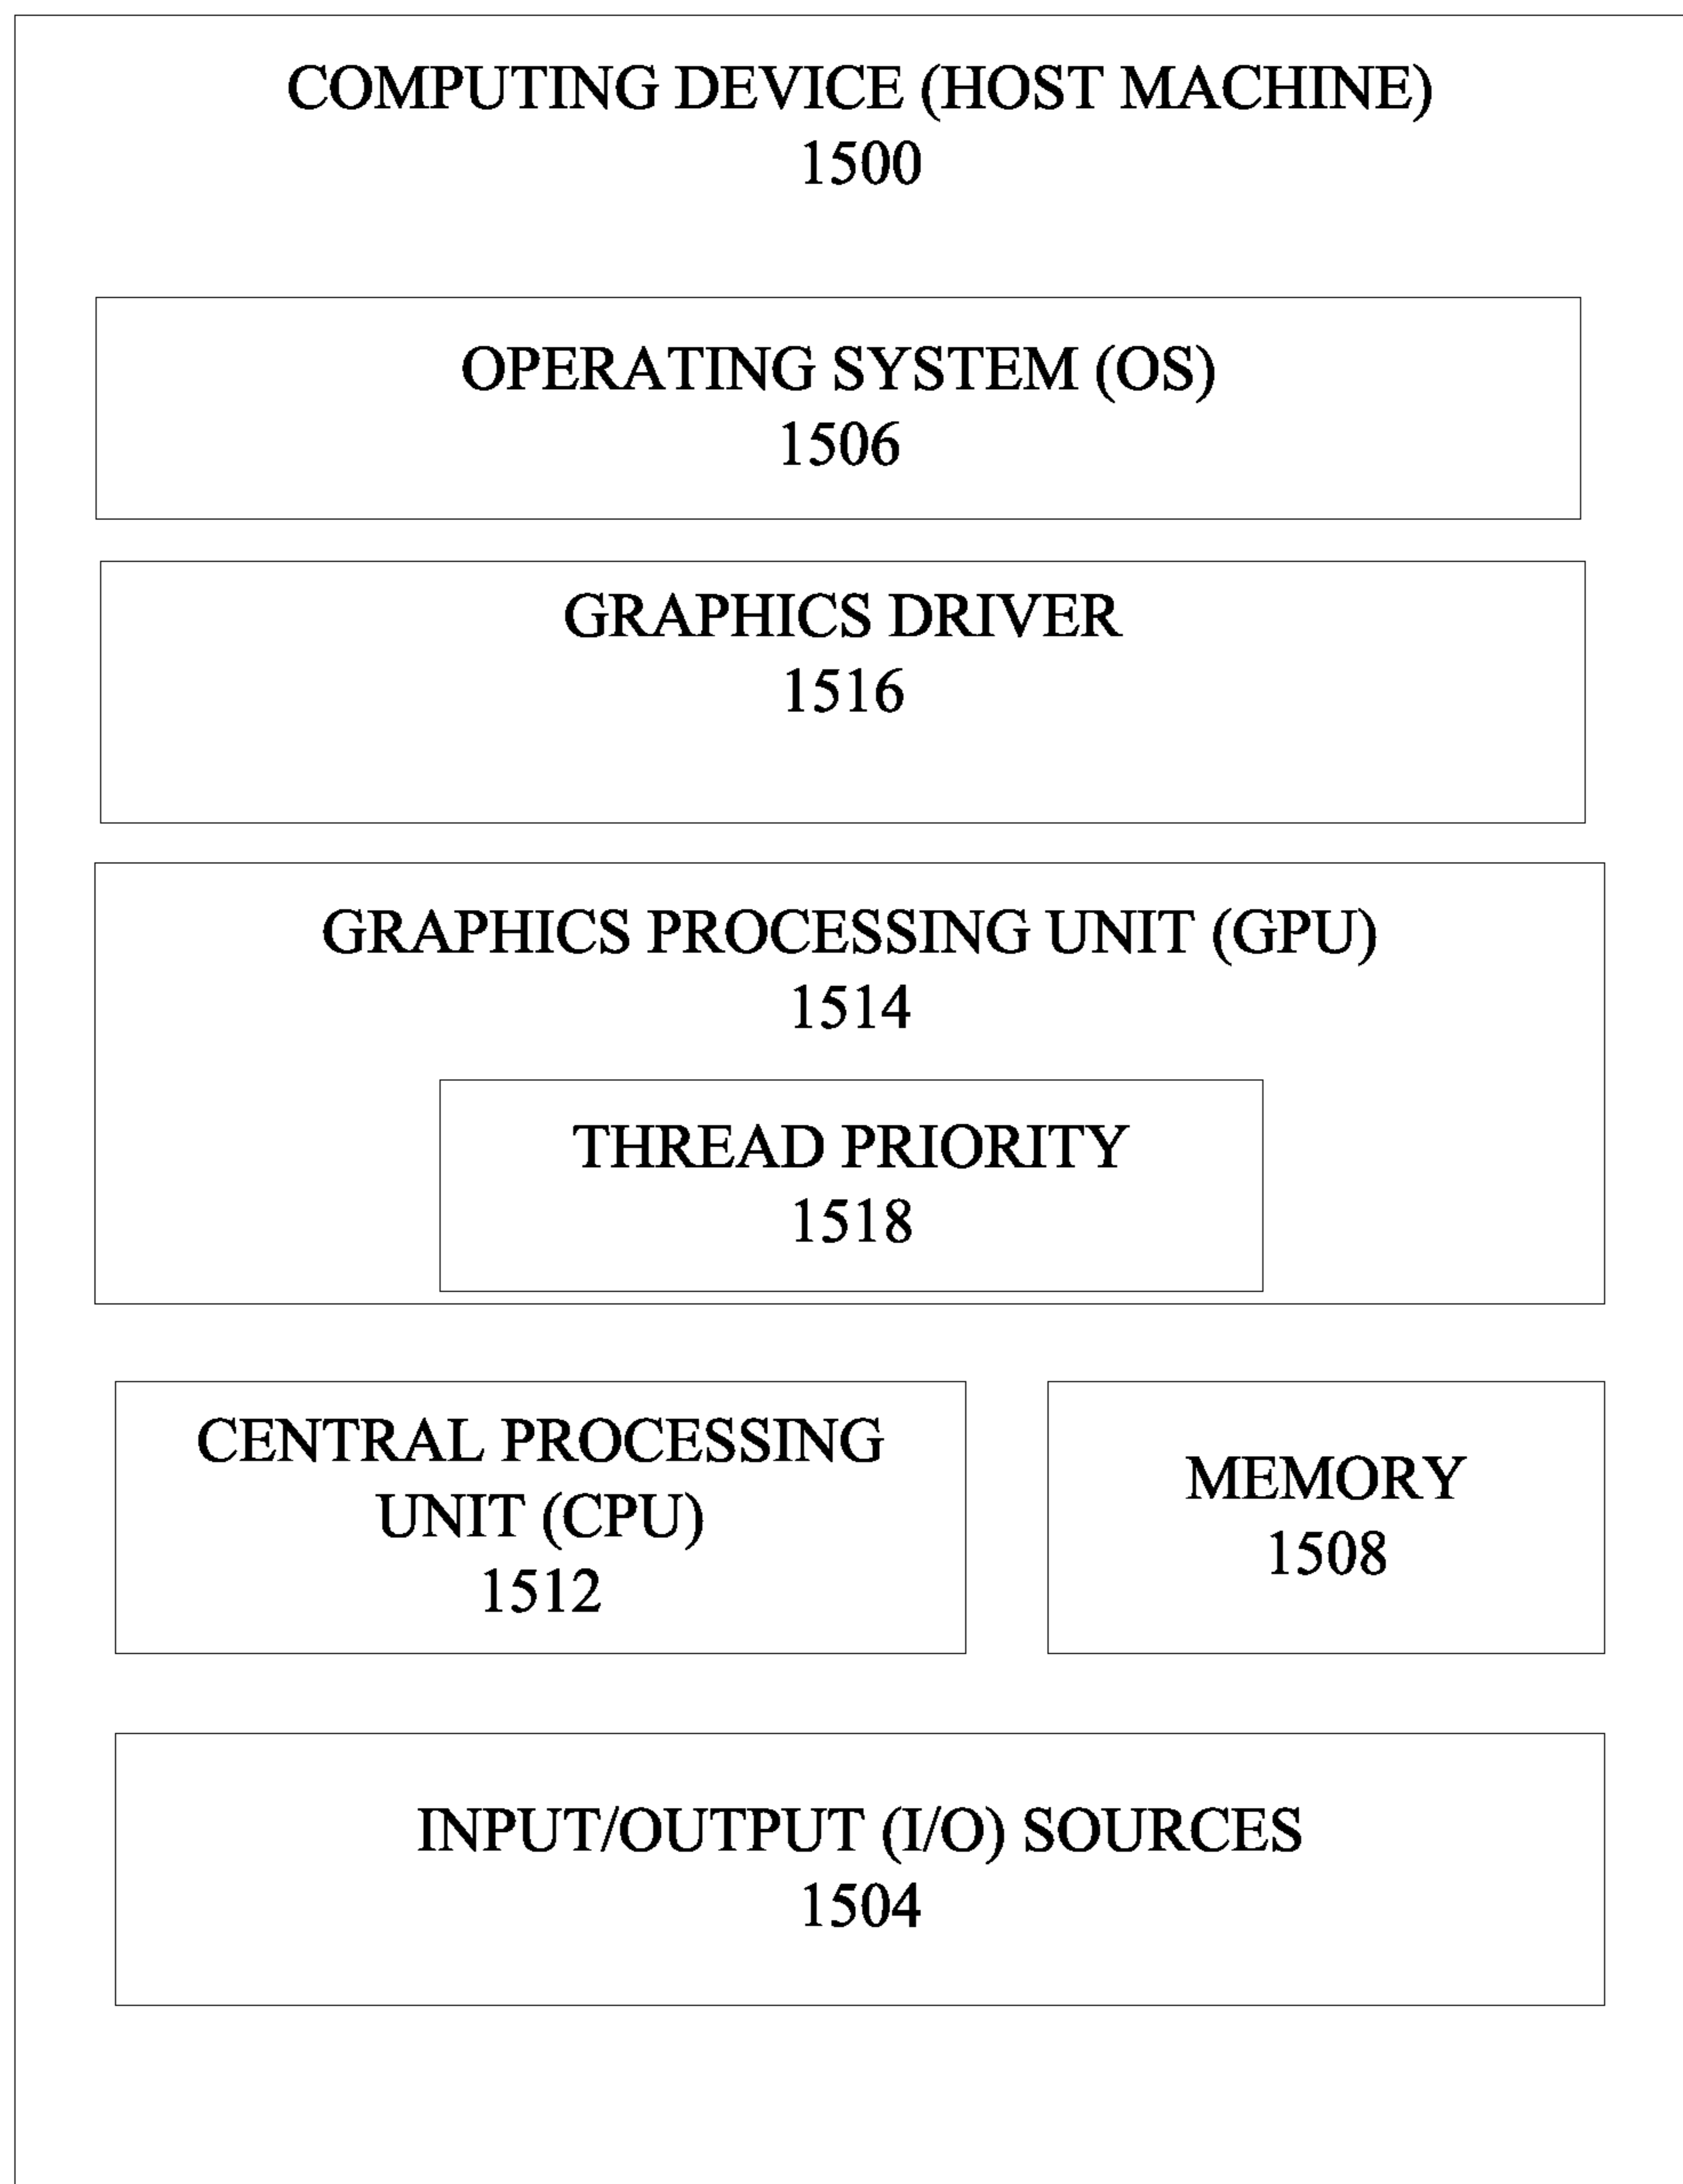 COMPUTING DEVICE (HOST MACHINE)
1500
OPERATING SYSTEM (OS)
1506
GRAPHICS DRIVER
1516
GRAPHICS PROCESSING UNIT (GPU)
1514
THREAD PRIORITY
1518
CENTRAL PROCESSING
UNIT (CPU)
1512
MEMORY
1508
INPUT/OUTPUT (I/O) SOURCES
1504